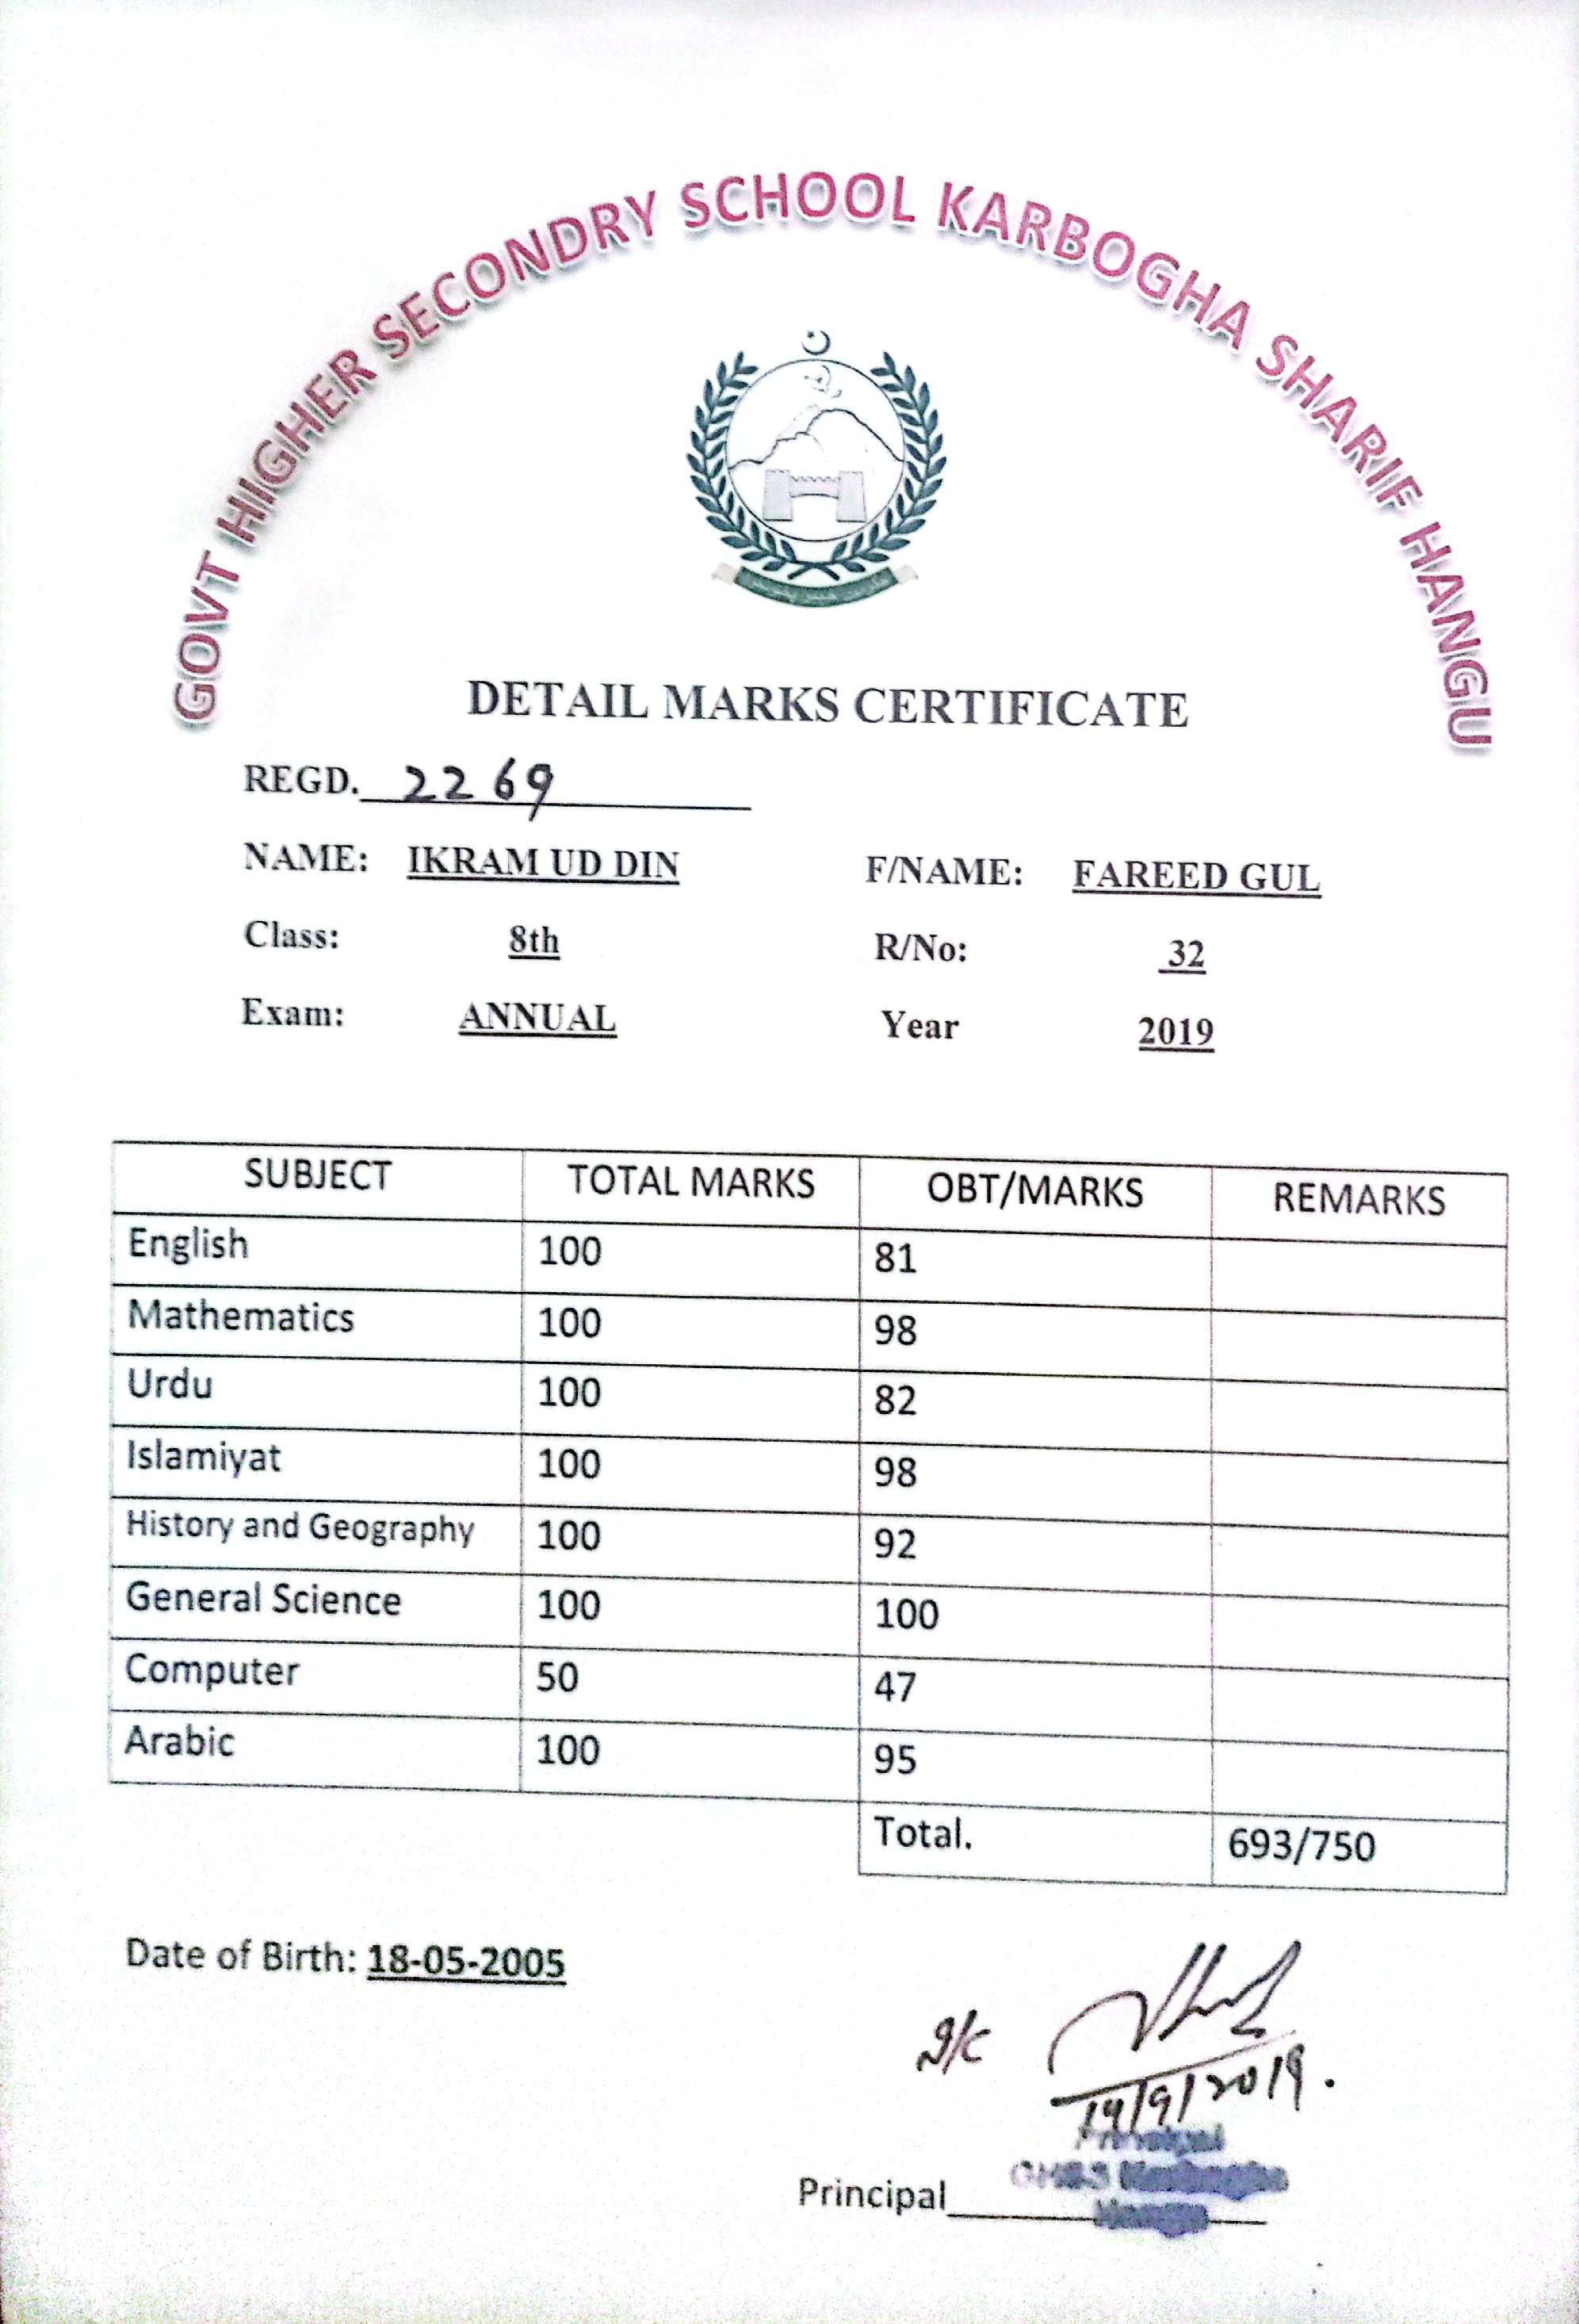 GOVT HIGHER SECONDRY SCHOOL KARBOGHA SHARIF HANGU
DETAIL MARKS CERTIFICATE
REGD. 2269
NAME: IKRAM UD DIN F/NAME: FAREED GUL
Class: 8th R/No: 32
Exam: ANNUAL Year 2019
SUBJECT TOTAL MARKS OBT/MARKS REMARKS
English 100 81
Mathematics 100 98
Urdu 100 82
Islamiyat 100 98
History and Geography 100 92
General Science 100 100
Computer 50 47
Arabic 100 95
Total. 693/750
Date of Birth: 18-05-2005
19/9/2019.
Principal
GHSS Karbogha
Principal Hangu